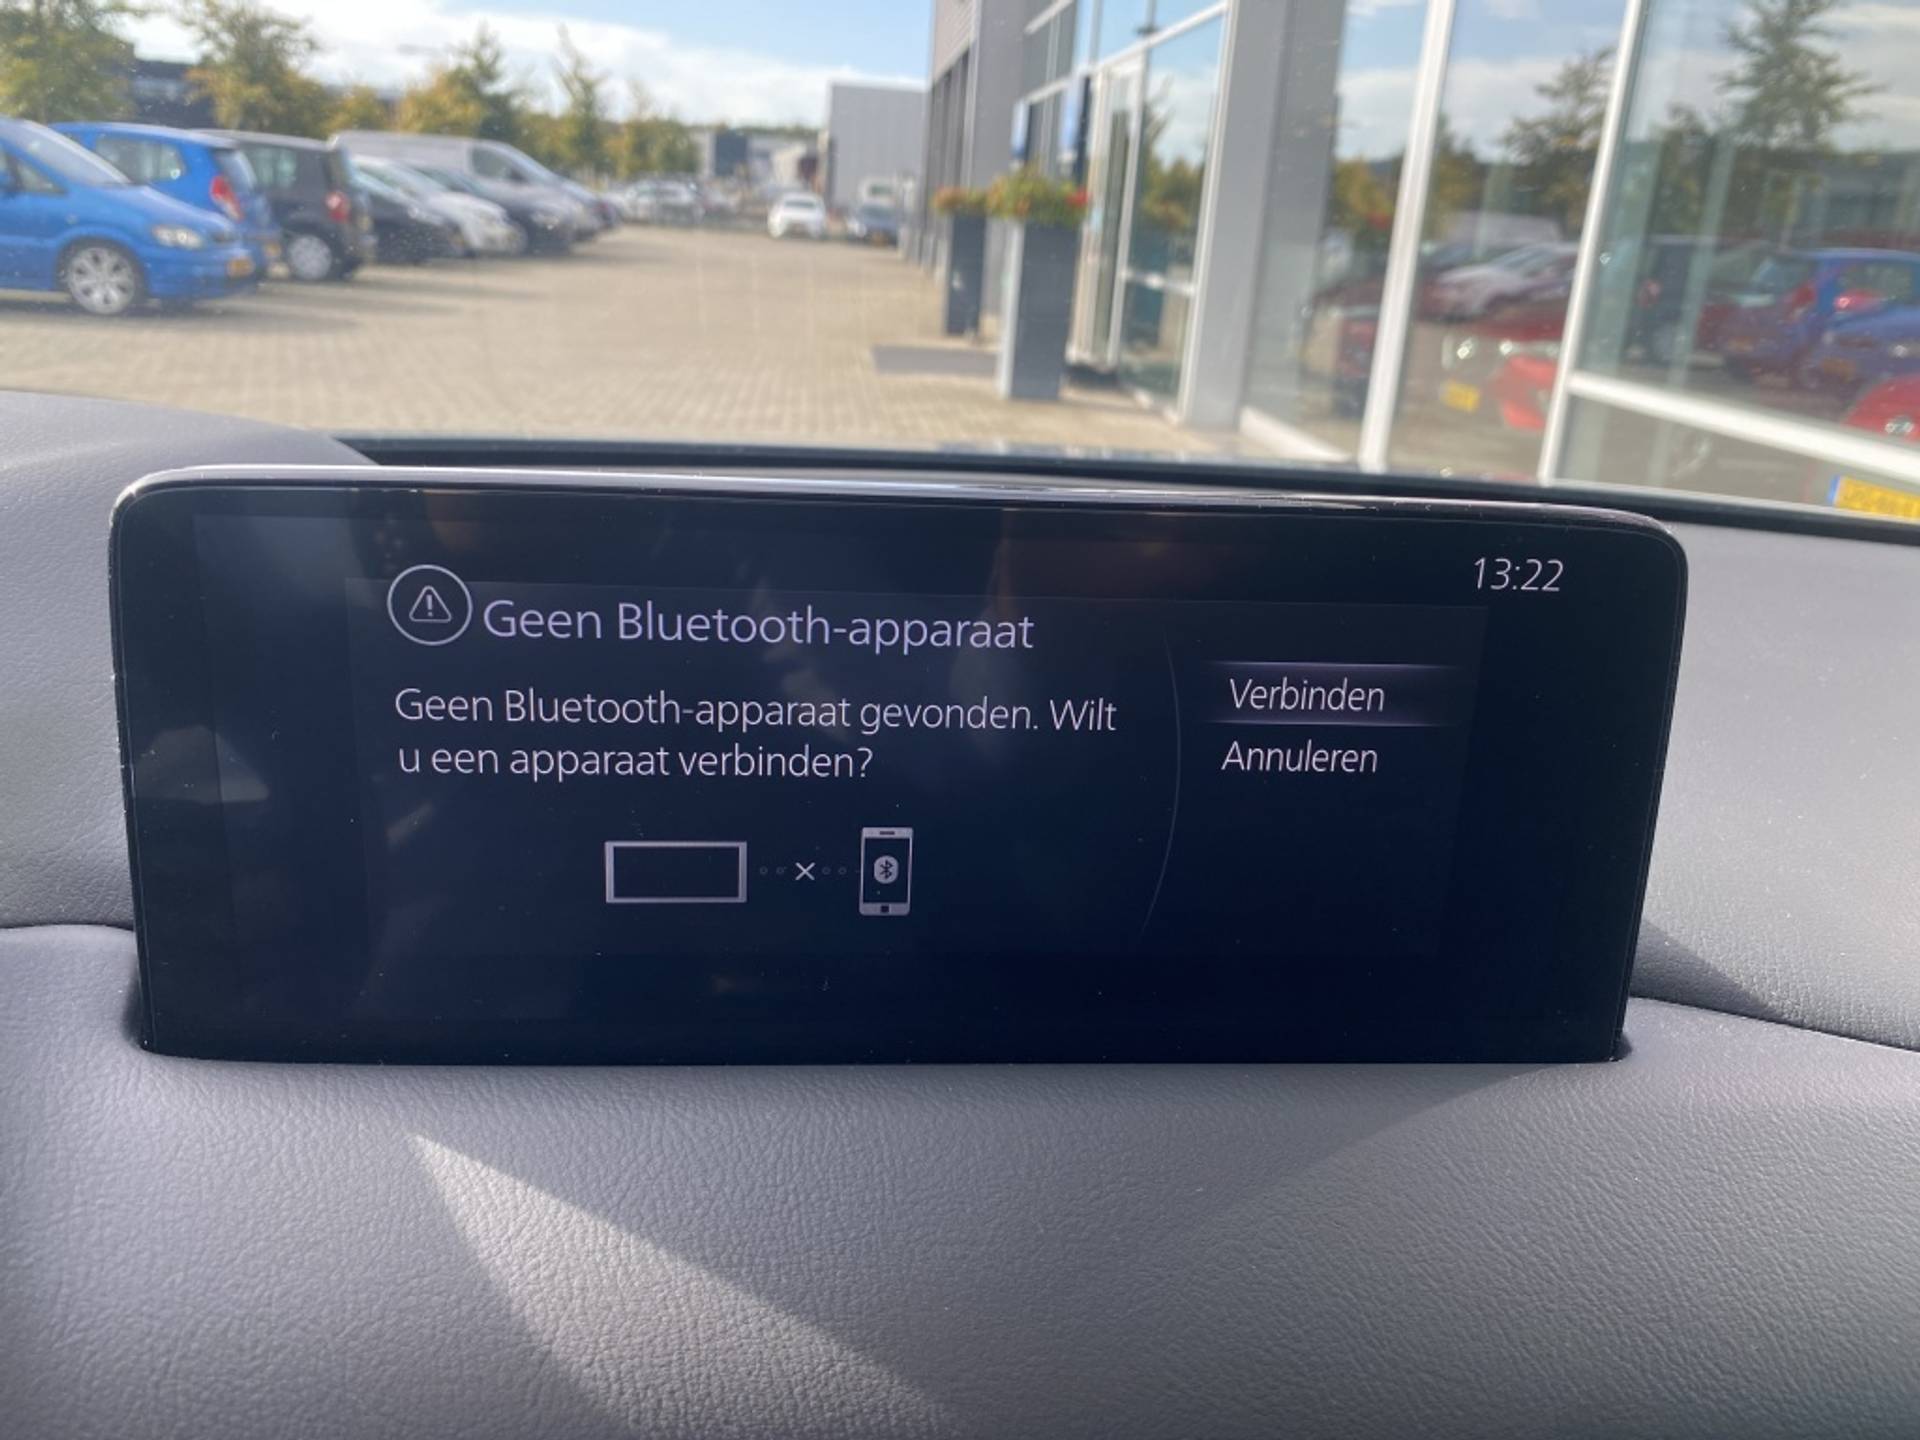 13:22
Geen Bluetooth-apparaat
Geen Bluetooth-apparaat gevonden. Wilt
u een apparaat verbinden?
Verbinden
Annuleren